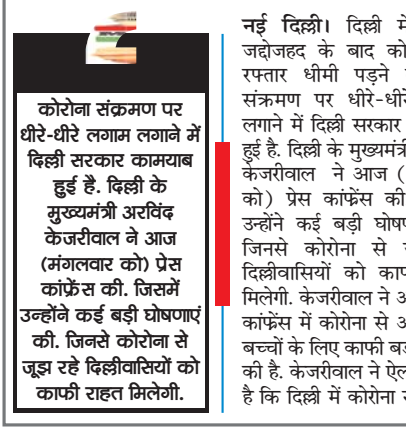 कोरोना संक्रमण पर
धीरे-धीरे लगाम लगाने में
दिल्ली सरकार कामयाब
हुई है. दिल्ली के
मुख्यमंत्री अरविंद
केजरीवाल ने आज
(मंगलवार को) प्रेस
कांफ्रेंस की. जिसमें
उन्होंने कई बड़ी घोषणाएं
की. जिनसे कोरोना से
जूझ रहे दिल्लीवासियों को
काफी राहत मिलेगी.
नई दिल्ली। दिल्ली
जद्दोजहद के बाद
रफ्तार धीमी पड़ने
संक्रमण पर धीरे-धीरे
लगाने में दिल्ली सरकार
हुई है. दिल्ली के मुख्यमंत्री
केजरीवाल ने आज (
को) प्रेस कांफ्रेंस की
उन्होंने कई बड़ी
जिनसे कोरोना से
दिल्लीवासियों को
मिलेगी. केजरीवाल ने
कांफ्रेंस में कोरोना से
बच्चों के लिए काफी
की है. केजरीवाल ने
है कि दिल्ली में कोरोना